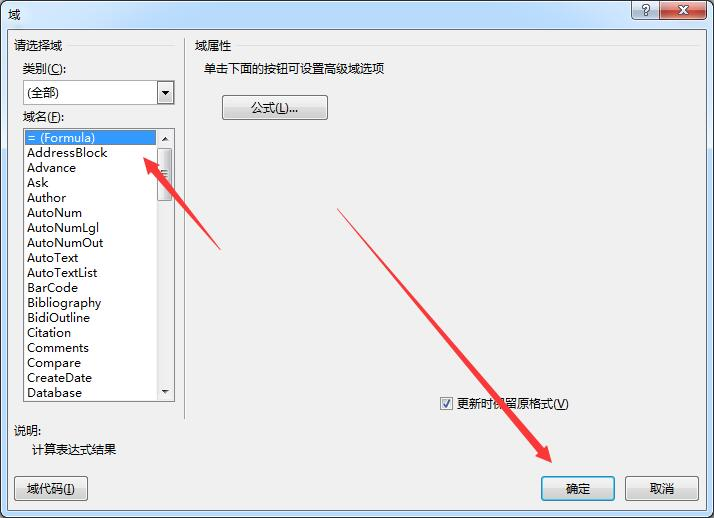 域
请选择域
类别(C):
(全部)
域名(F):
= (Formula)
AddressBlock
Advance
Ask
Author
AutoNum
AutoNumLgl
AutoNumOut
AutoText
AutoTextList
BarCode
Bibliography
BidiOutline
Citation
Comments
Compare
CreateDate
Database
域属性
单击下面的按钮可设置高级域选项
公式(L)...
更新时保留原格式(V)
说明:
计算表达式结果
域代码(I)
确定
取消